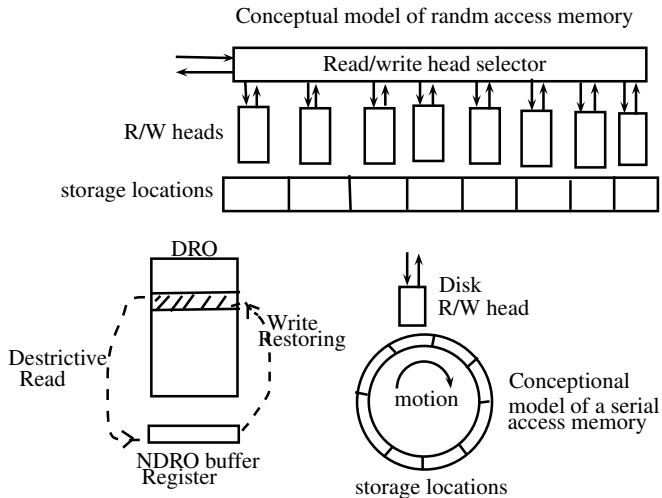 Conceptual model of randm access memory
Read/write head selector
R/W heads
storage locations
DRO
Destrictive
Read
Write
Restoring
NDRO buffer
Register
Disk
R/W head
motion
Conceptional
model of a serial
access memory
storage locations